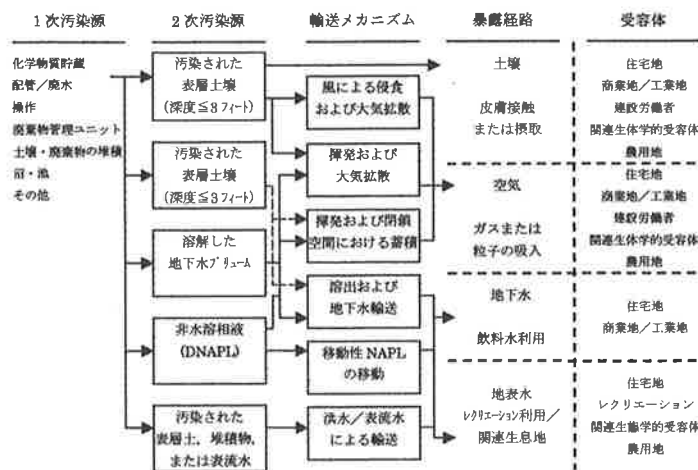 1次汚染源
化学物質貯蔵
配管／廃水
操作
廃棄物管理ユニット
土壌・廃棄物の堆積
沼・池
その他
2次汚染源
汚染された
表層土壌
(深度≦3フィート)
汚染された
表層土壌
(深度≦3フィート)
溶解した
地下水プリューム
非水溶相液
(DNAPL)
汚染された
表層土，堆積物，
または表流水
輸送メカニズム
風による侵食
および大気拡散
揮発および
大気拡散
揮発および閉鎖
空間における蓄積
溶出および
地下水輸送
移動性 NAPL
の移動
洪水／表流水
による輸送
暴露経路
土壌
皮膚接触
または摂取
空気
ガスまたは
粒子の吸入
地下水
飲料水利用
地表水
レクリエーション利用／
関連生息地
受容体
住宅地
商業地／工業地
建設労働者
関連生体学的受容体
農用地
住宅地
商業地／工業地
建設労働者
関連生体学的受容体
農用地
住宅地
商業地／工業地
住宅地
レクリエーション
関連生態学的受容体
農用地